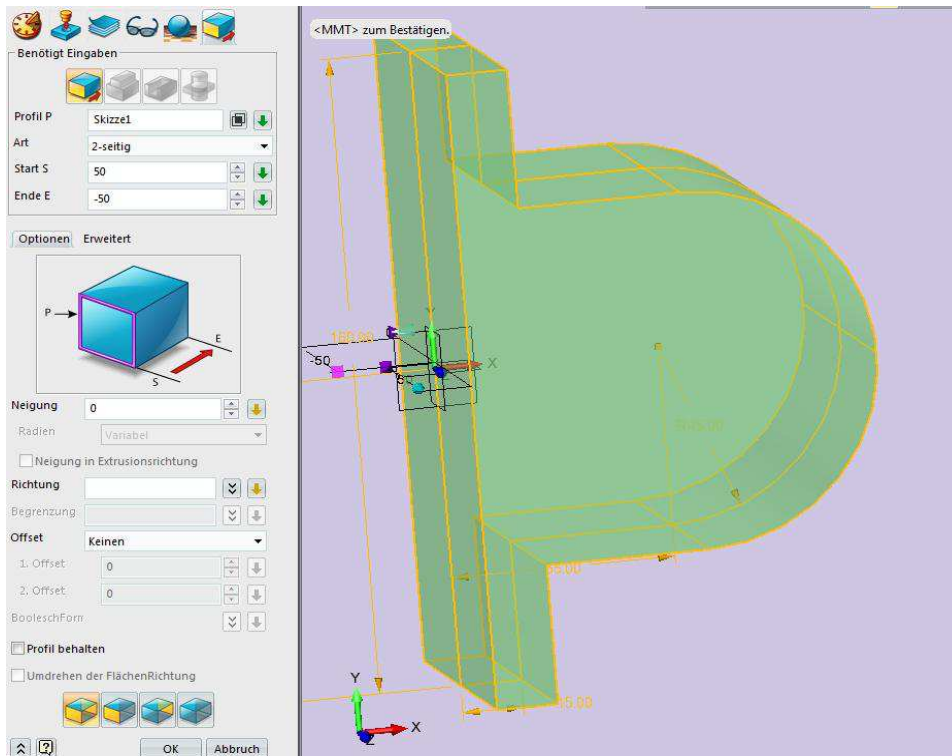 Benötigt Eingaben
Profil P
Skizze1
Art
2-seitig
Start S
50
Ende E
-50
Optionen
Erweitert
P
E
S
Neigung
0
Radien
Variabel
Neigung in Extrusionsrichtung
Richtung
Begrenzung
Offset
Keinen
1. Offset
0
2. Offset
0
BooleschForm
Profil behalten
Umdrehen der FlächenRichtung
OK
Abbruch
<MMT> zum Bestätigen.
Y
X
-50
Y
X
Z